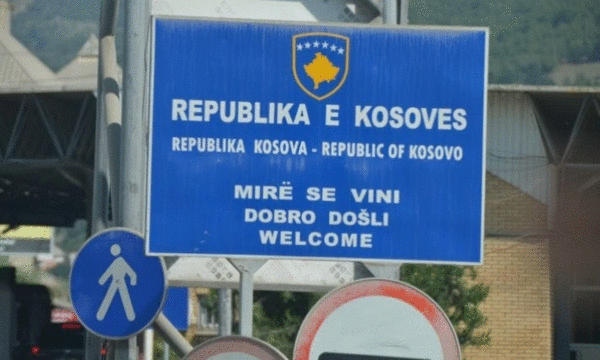 REPUBLIKA E KOSOVES
REPUBLIKA KOSOVA - REPUBLIC OF KOSOVO
MIRË SE VINI
DOBRO DOŠLI
WELCOME